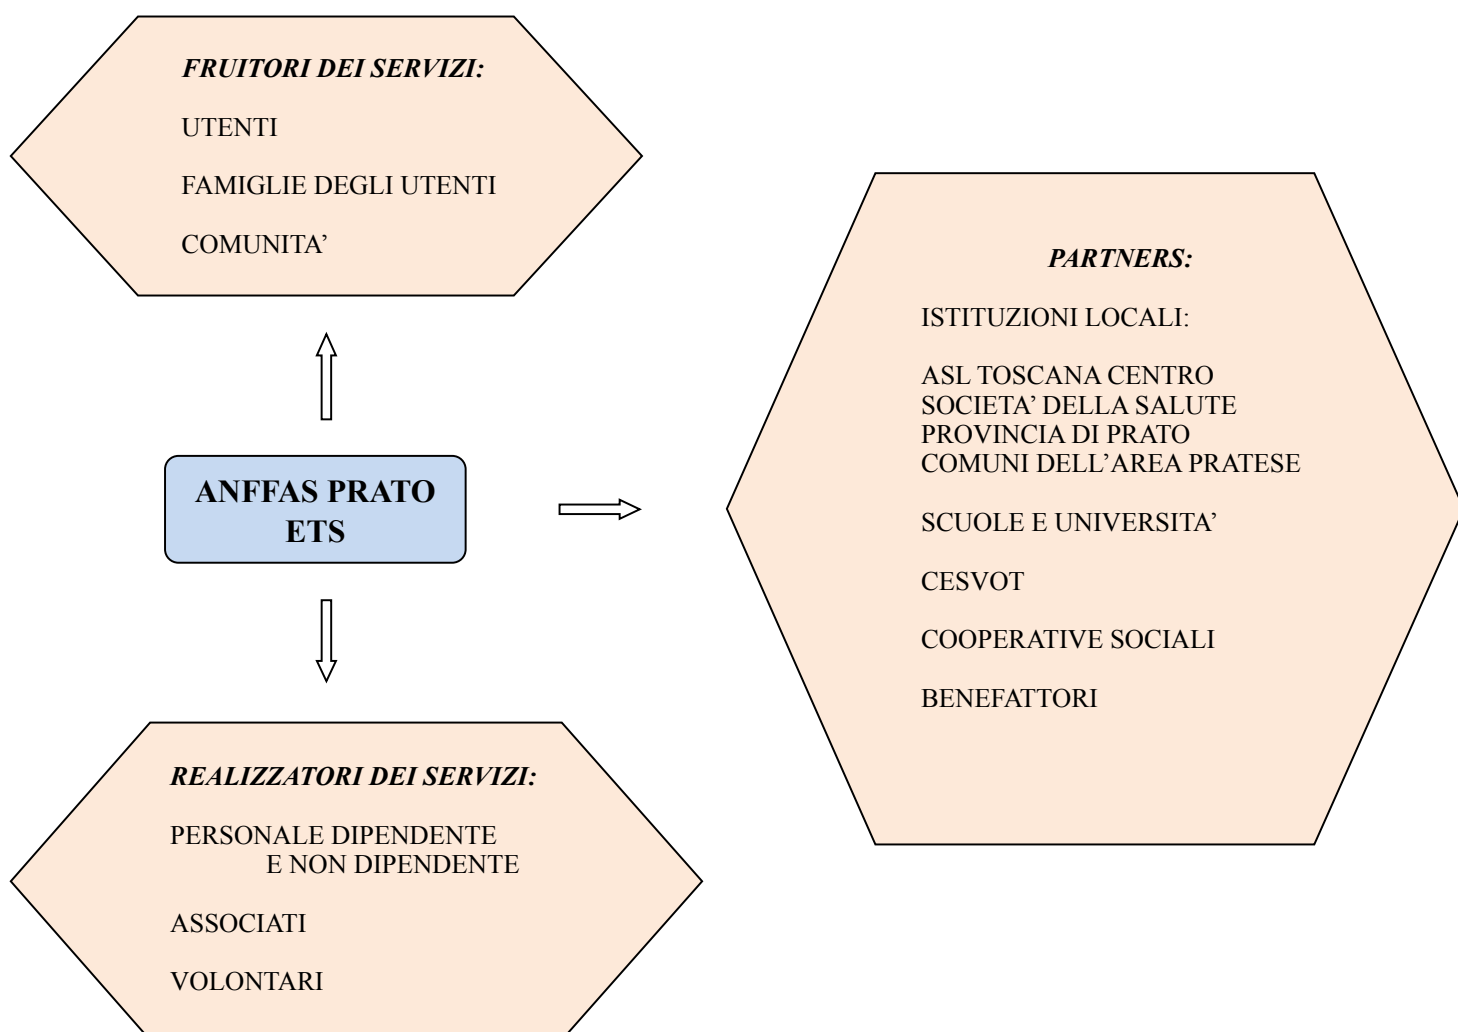 FRUITORI DEI SERVIZI:
UTENTI
FAMIGLIE DEGLI UTENTI
COMUNITA’
ANFFAS PRATO
ETS
PARTNERS:
ISTITUZIONI LOCALI:
ASL TOSCANA CENTRO
SOCIETA’ DELLA SALUTE
PROVINCIA DI PRATO
COMUNI DELL’AREA PRATESE
SCUOLE E UNIVERSITA’
CESVOT
COOPERATIVE SOCIALI
BENEFATTORI
REALIZZATORI DEI SERVIZI:
PERSONALE DIPENDENTE
E NON DIPENDENTE
ASSOCIATI
VOLONTARI